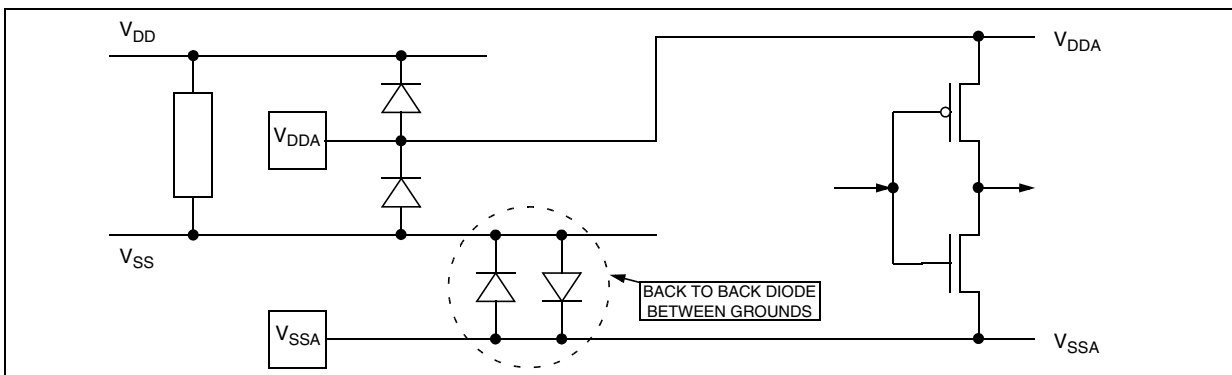 VDD
VDDA
VDDA
VSS
BACK TO BACK DIODE
BETWEEN GROUNDS
VSSA
VSSA